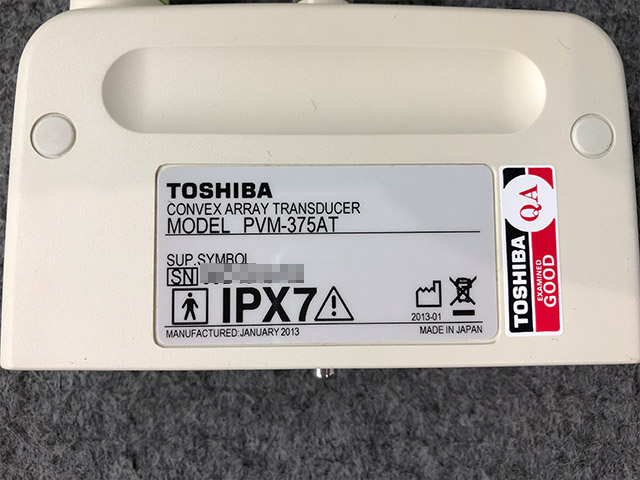 TOSHIBA
CONVEX ARRAY TRANSDUCER
MODEL PVM-375AT
SUP.SYMBOL
SN
IPX7
2013-01
MANUFACTURED:JANUARY 2013
MADE IN JAPAN
QA
TOSHIBA
EXAMINED
GOOD